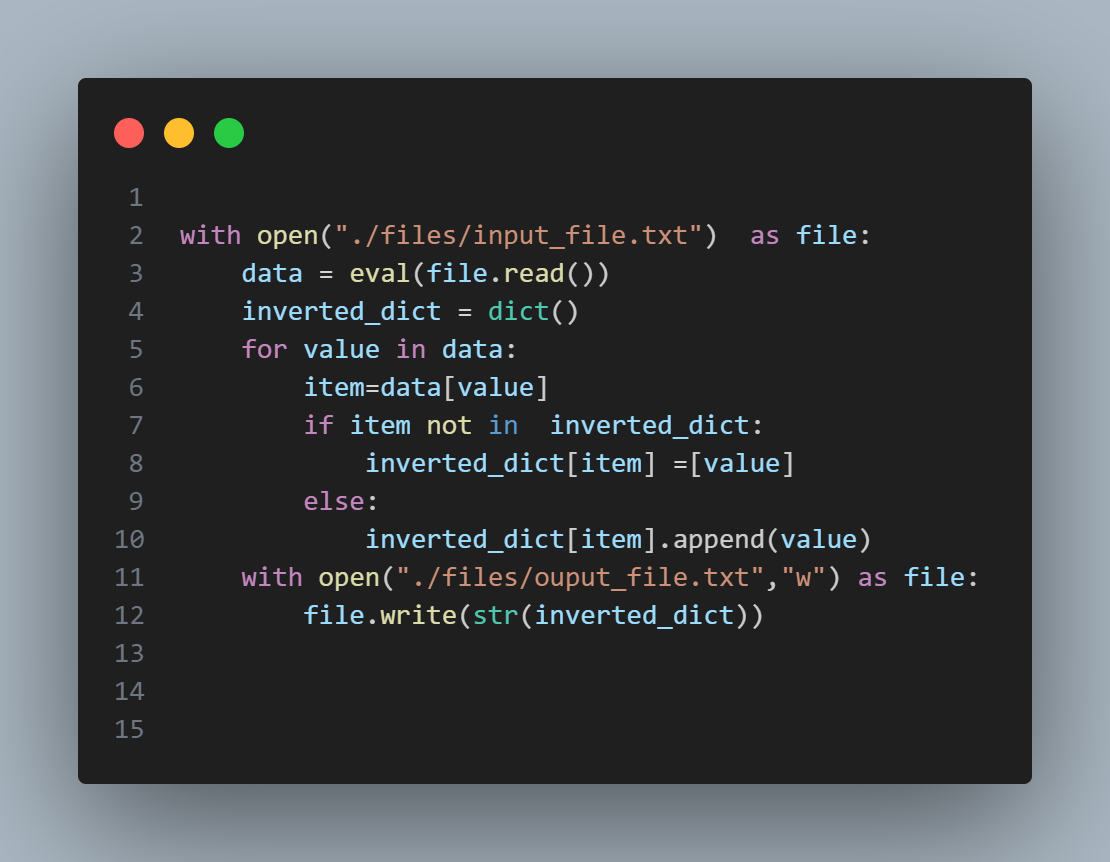 1
2 with open("./files/input_file.txt")  as file:
3     data = eval(file.read())
4     inverted_dict = dict()
5     for value in data:
6         item=data[value]
7         if item not in  inverted_dict:
8             inverted_dict[item] =[value]
9         else:
10             inverted_dict[item].append(value)
11     with open("./files/ouput_file.txt","w") as file:
12         file.write(str(inverted_dict))
13
14
15